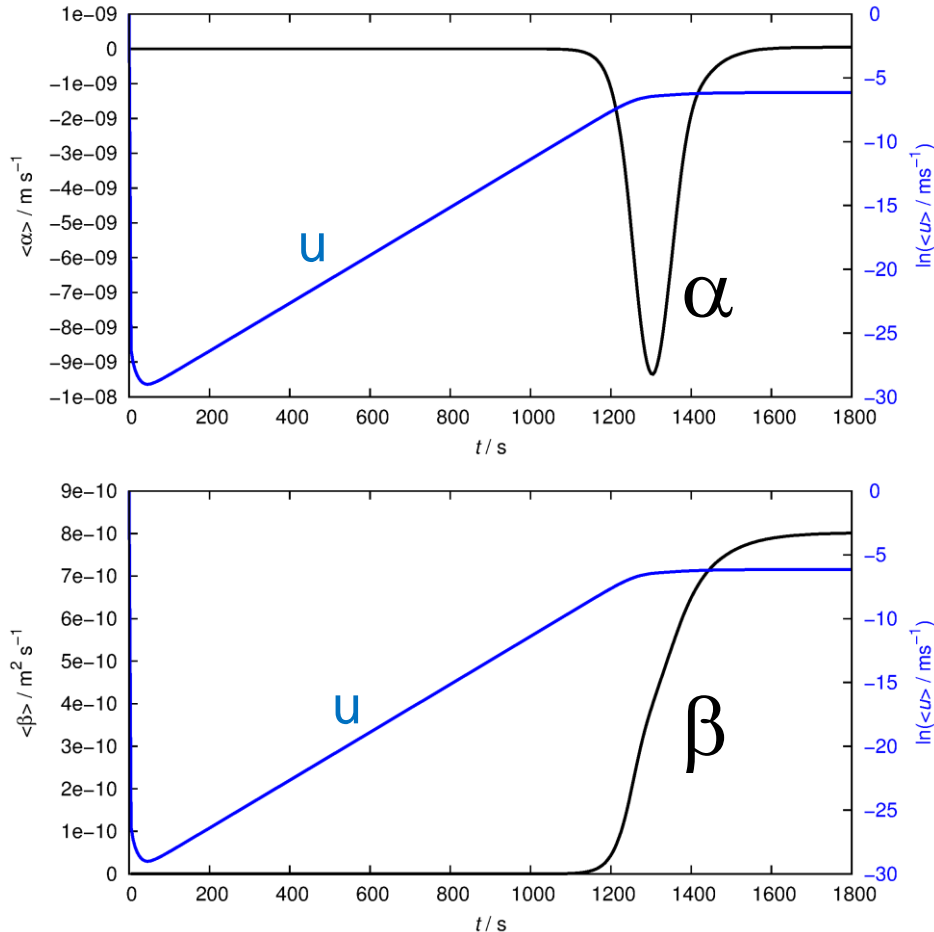 1e−09
0
−1e−09
−2e−09
−3e−09
−4e−09
−5e−09
−6e−09
−7e−09
−8e−09
−9e−09
−1e−08
<α> / m s⁻¹
0
−5
−10
−15
−20
−25
−30
ln(<u> / ms⁻¹)
u
α
0 200 400 600 800 1000 1200 1400 1600 1800
t / s
9e−10
8e−10
7e−10
6e−10
5e−10
4e−10
3e−10
2e−10
1e−10
0
<β> / m² s⁻¹
0
−5
−10
−15
−20
−25
−30
ln(<u> / ms⁻¹)
u
β
0 200 400 600 800 1000 1200 1400 1600 1800
t / s